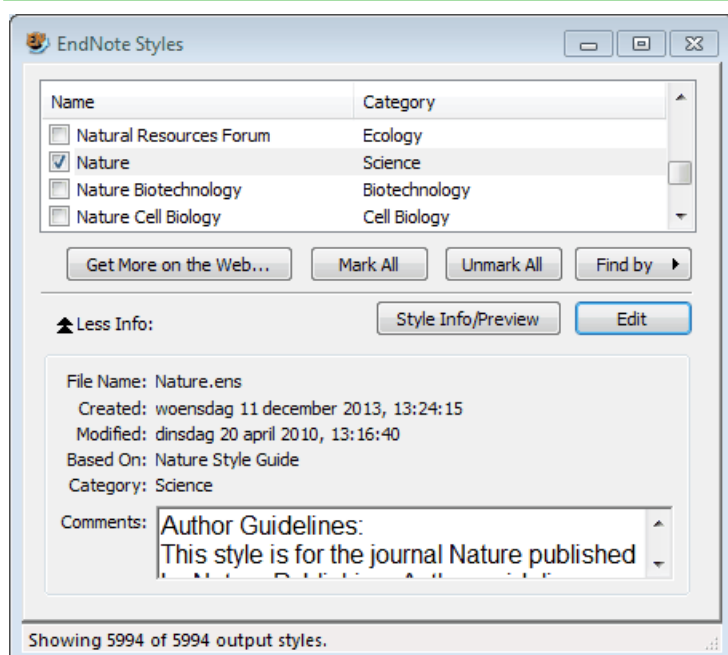 EndNote Styles
Name Category
Natural Resources Forum Ecology
Nature Science
Nature Biotechnology Biotechnology
Nature Cell Biology Cell Biology
Get More on the Web... Mark All Unmark All Find by
Less Info: Style Info/Preview Edit
File Name: Nature.ens
Created: woensdag 11 december 2013, 13:24:15
Modified: dinsdag 20 april 2010, 13:16:40
Based On: Nature Style Guide
Category: Science
Comments: Author Guidelines:
This style is for the journal Nature published
Showing 5994 of 5994 output styles.